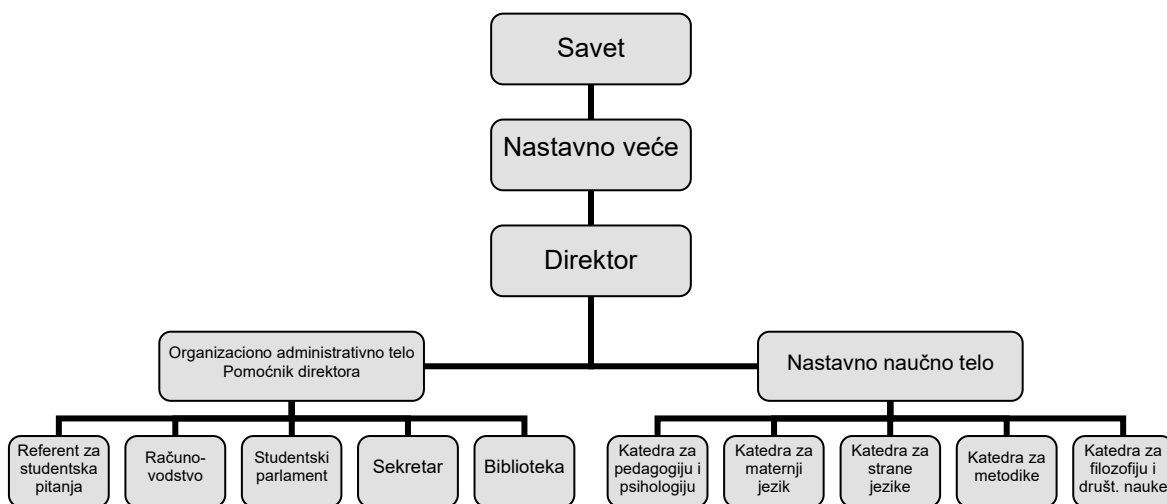 Savet
Nastavno veće
Direktor
Organizaciono administrativno telo
Pomoćnik direktora
Nastavno naučno telo
Referent za
studentska
pitanja
Računo-
vodstvo
Studentski
parlament
Sekretar
Biblioteka
Katedra za
pedagogiju i
psihologiju
Katedra za
maternji
jezik
Katedra za
strane
jezike
Katedra za
metodike
Katedra za
filozofiju i
društ. nauke